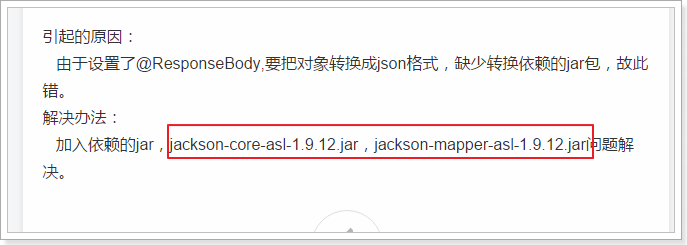 引起的原因：
由于设置了@ResponseBody,要把对象转换成json格式，缺少转换依赖的jar包，故此
错。
解决办法：
加入依赖的jar，jackson-core-asl-1.9.12.jar，jackson-mapper-asl-1.9.12.jar问题解
决。